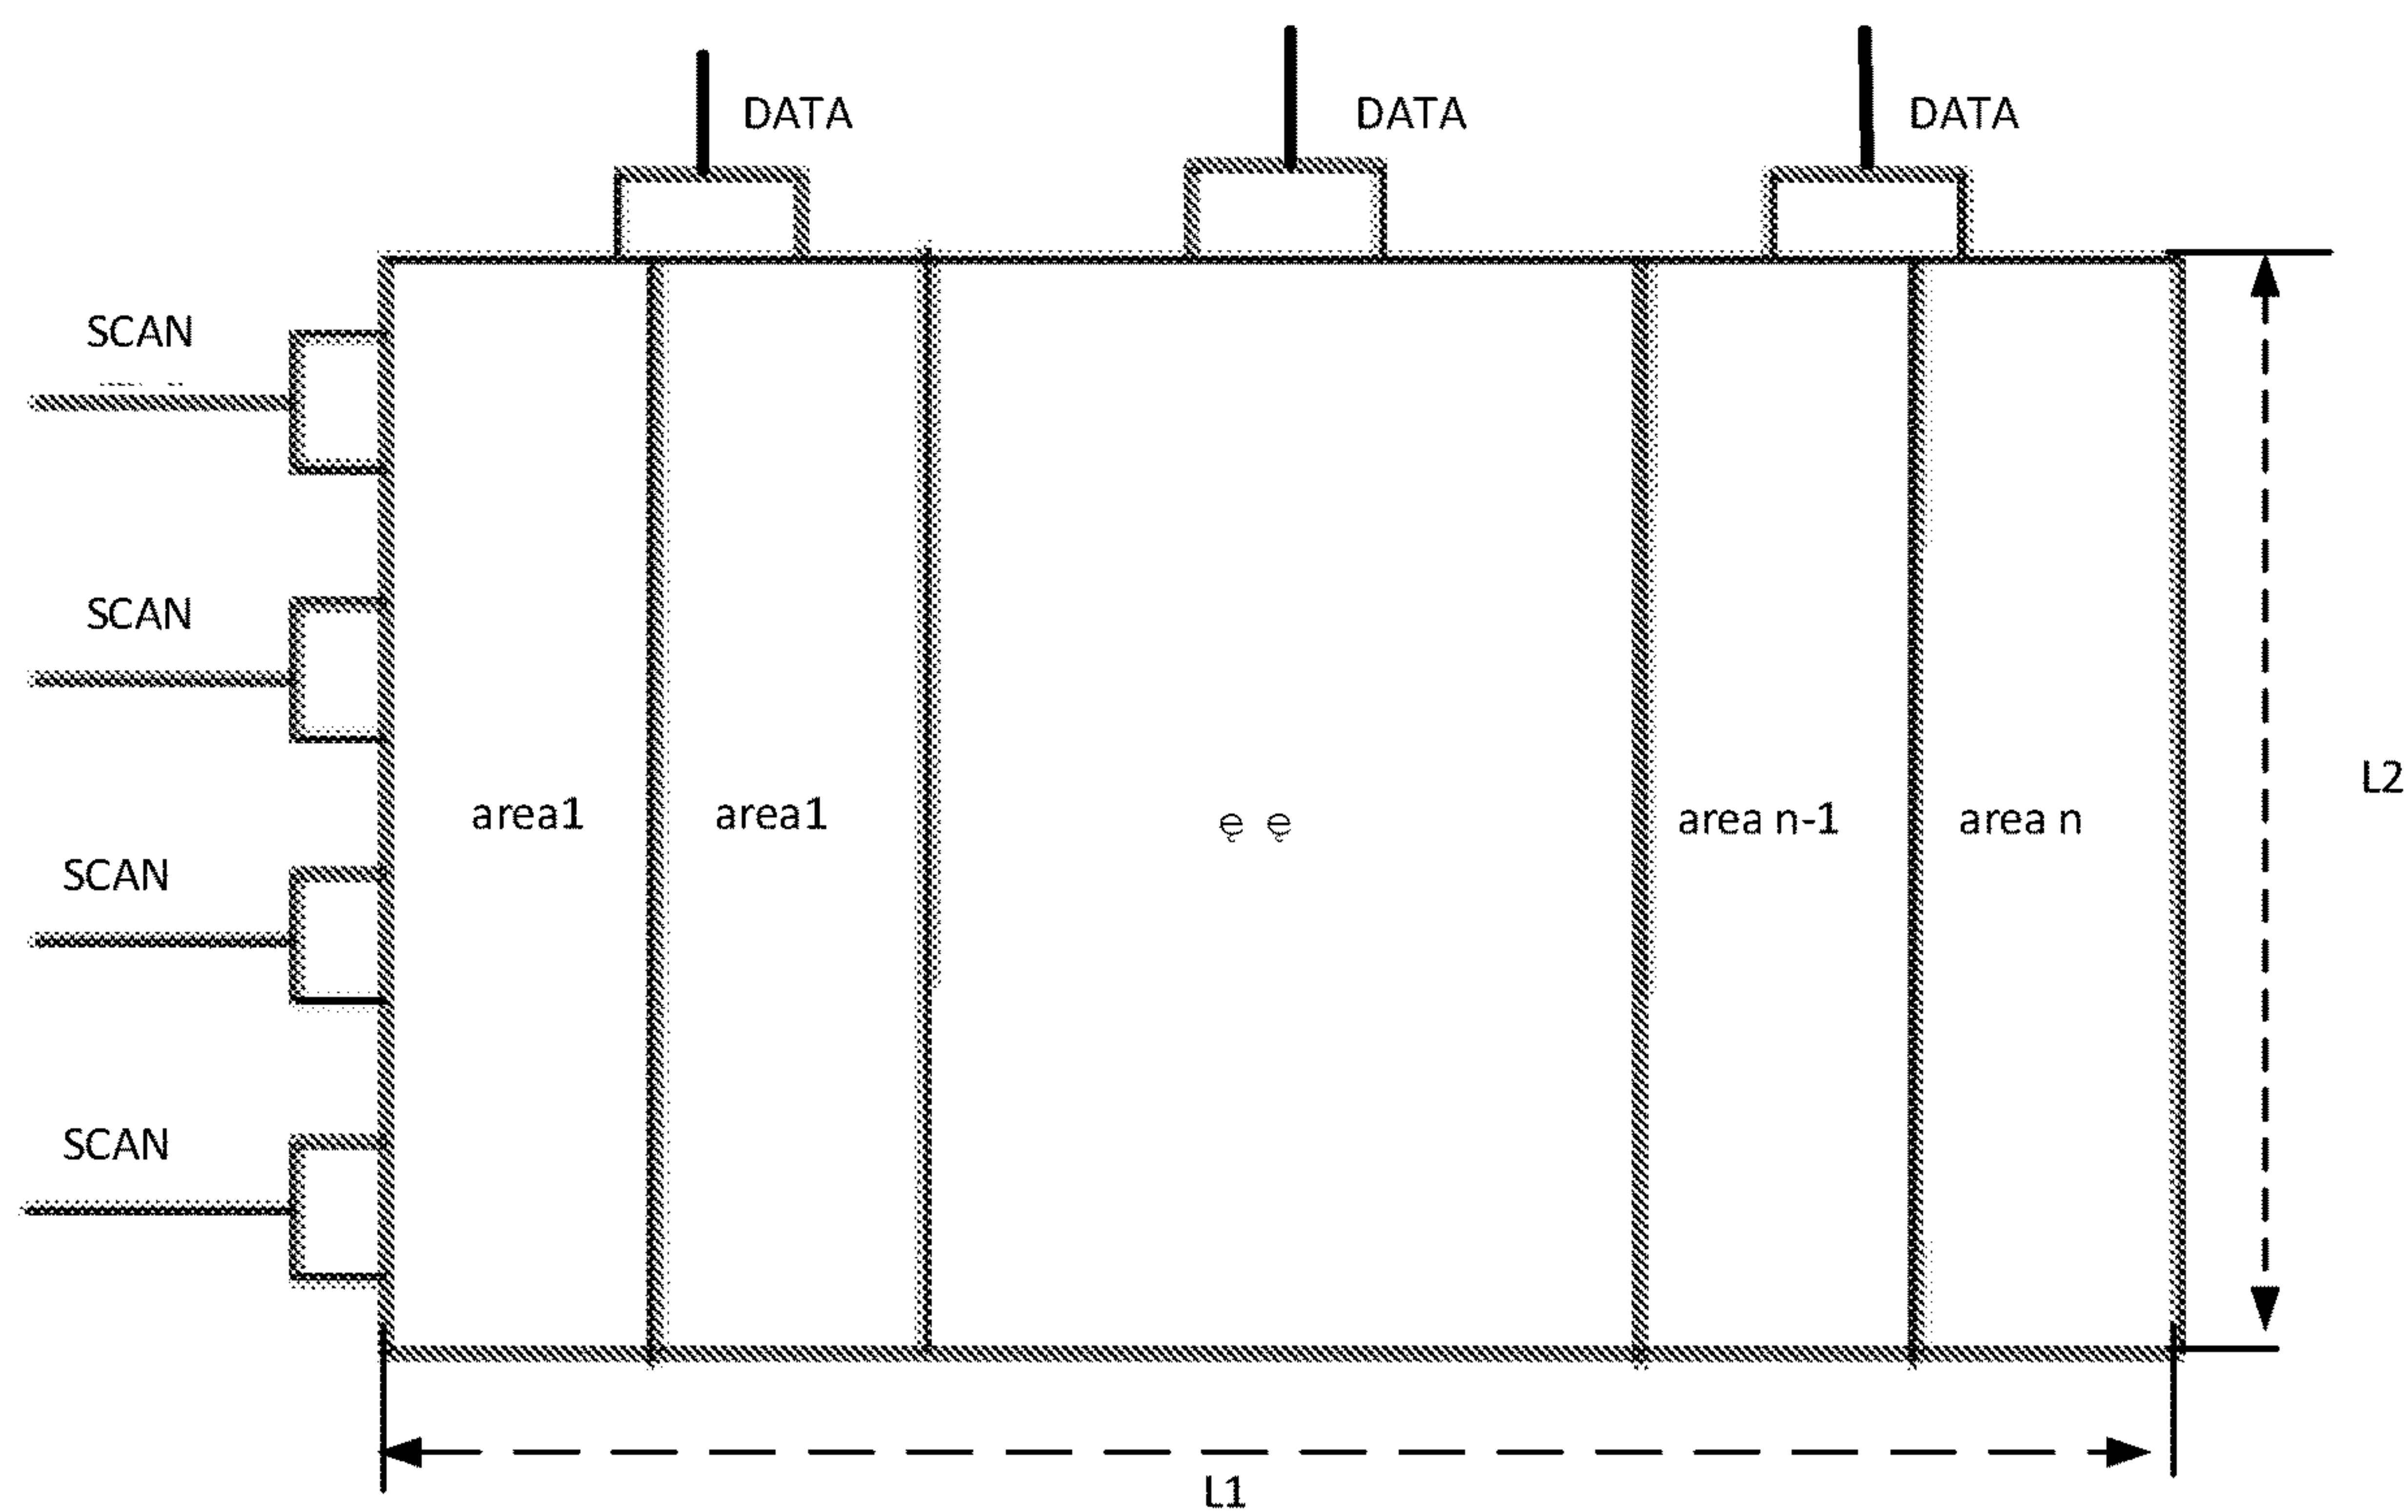 DATA DATA DATA
SCAN
SCAN
L2
area1 area1 area n-1 area n
SCAN
SCAN
L1